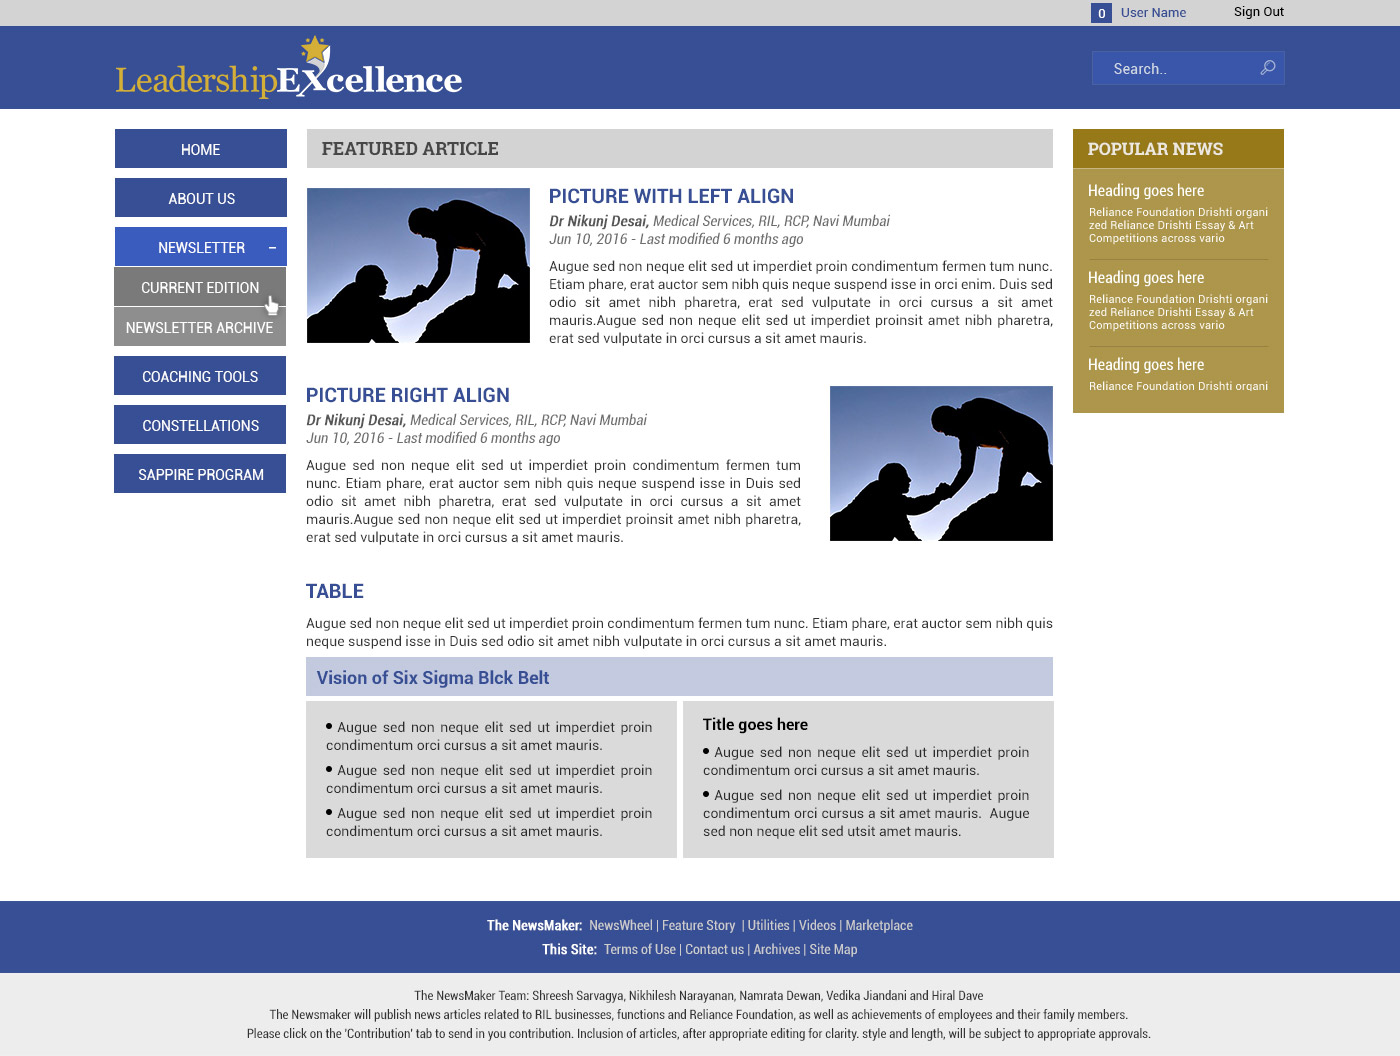 0 User Name Sign Out
LeadershipEXcellence
Search..
HOME
ABOUT US
NEWSLETTER –
CURRENT EDITION
NEWSLETTER ARCHIVE
COACHING TOOLS
CONSTELLATIONS
SAPPIRE PROGRAM
FEATURED ARTICLE
PICTURE WITH LEFT ALIGN
Dr Nikunj Desai, Medical Services, RIL, RCP, Navi Mumbai
Jun 10, 2016 - Last modified 6 months ago
Augue sed non neque elit sed ut imperdiet proin condimentum fermen tum nunc.
Etiam phare, erat auctor sem nibh quis neque suspend isse in orci enim. Duis sed
odio sit amet nibh pharetra, erat sed vulputate in orci cursus a sit amet
mauris.Augue sed non neque elit sed ut imperdiet proinsit amet nibh pharetra,
erat sed vulputate in orci cursus a sit amet mauris.
PICTURE RIGHT ALIGN
Dr Nikunj Desai, Medical Services, RIL, RCP, Navi Mumbai
Jun 10, 2016 - Last modified 6 months ago
Augue sed non neque elit sed ut imperdiet proin condimentum fermen tum
nunc. Etiam phare, erat auctor sem nibh quis neque suspend isse in Duis sed
odio sit amet nibh pharetra, erat sed vulputate in orci cursus a sit amet
mauris.Augue sed non neque elit sed ut imperdiet proinsit amet nibh pharetra,
erat sed vulputate in orci cursus a sit amet mauris.
TABLE
Augue sed non neque elit sed ut imperdiet proin condimentum fermen tum nunc. Etiam phare, erat auctor sem nibh quis
neque suspend isse in Duis sed odio sit amet nibh vulputate in orci cursus a sit amet mauris.
Vision of Six Sigma Blck Belt
• Augue sed non neque elit sed ut imperdiet proin
condimentum orci cursus a sit amet mauris.
• Augue sed non neque elit sed ut imperdiet proin
condimentum orci cursus a sit amet mauris.
• Augue sed non neque elit sed ut imperdiet proin
condimentum orci cursus a sit amet mauris.
Title goes here
• Augue sed non neque elit sed ut imperdiet proin
condimentum orci cursus a sit amet mauris.
• Augue sed non neque elit sed ut imperdiet proin
condimentum orci cursus a sit amet mauris. Augue
sed non neque elit sed utsit amet mauris.
POPULAR NEWS
Heading goes here
Reliance Foundation Drishti organi
zed Reliance Drishti Essay & Art
Competitions across vario
Heading goes here
Reliance Foundation Drishti organi
zed Reliance Drishti Essay & Art
Competitions across vario
Heading goes here
Reliance Foundation Drishti organi
The NewsMaker: NewsWheel | Feature Story | Utilities | Videos | Marketplace
This Site: Terms of Use | Contact us | Archives | Site Map
The NewsMaker Team: Shreesh Sarvagya, Nikhilesh Narayanan, Namrata Dewan, Vedika Jiandani and Hiral Dave
The Newsmaker will publish news articles related to RIL businesses, functions and Reliance Foundation, as well as achievements of employees and their family members.
Please click on the 'Contribution' tab to send in you contribution. Inclusion of articles, after appropriate editing for clarity. style and length, will be subject to appropriate approvals.